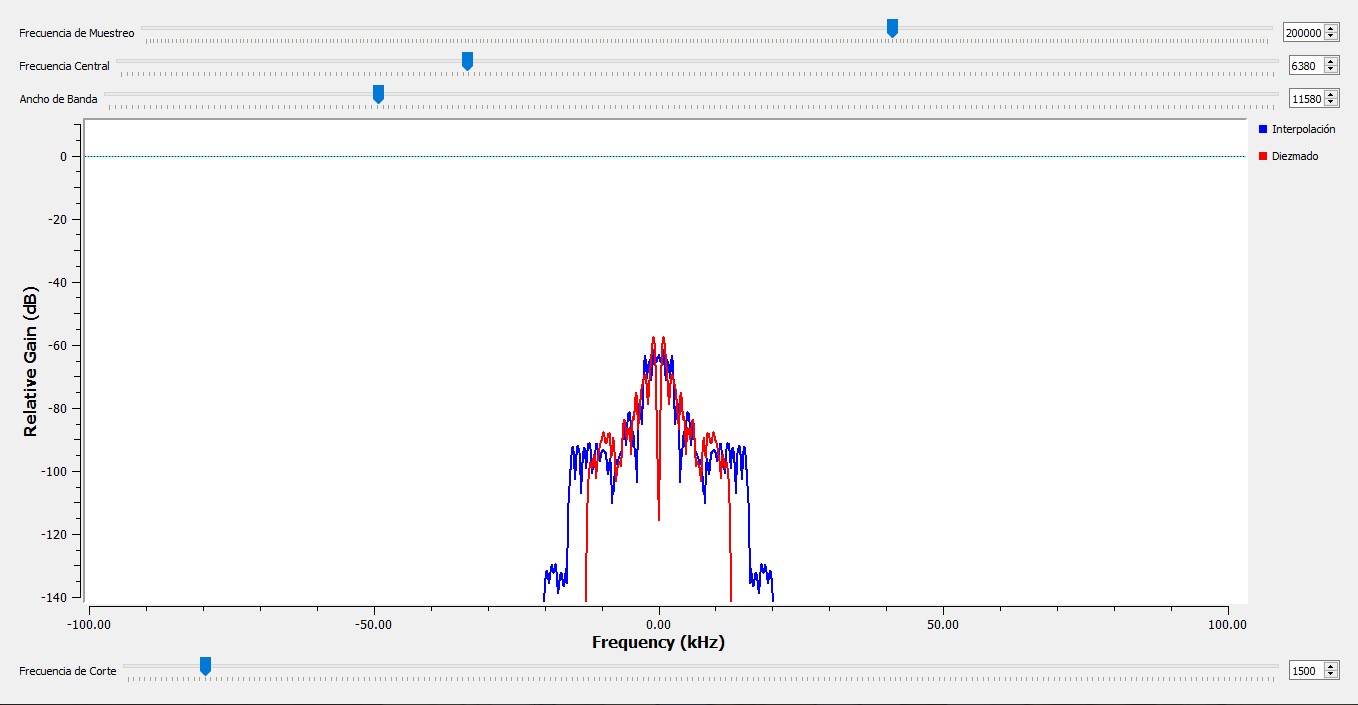 Frecuencia de Muestreo 200000
Frecuencia Central 6380
Ancho de Banda 11580
Interpolación
Diezmado
0
-20
-40
-60
-80
-100
-120
-140
Relative Gain (dB)
-100.00 -50.00 0.00 50.00 100.00
Frequency (kHz)
Frecuencia de Corte 1500